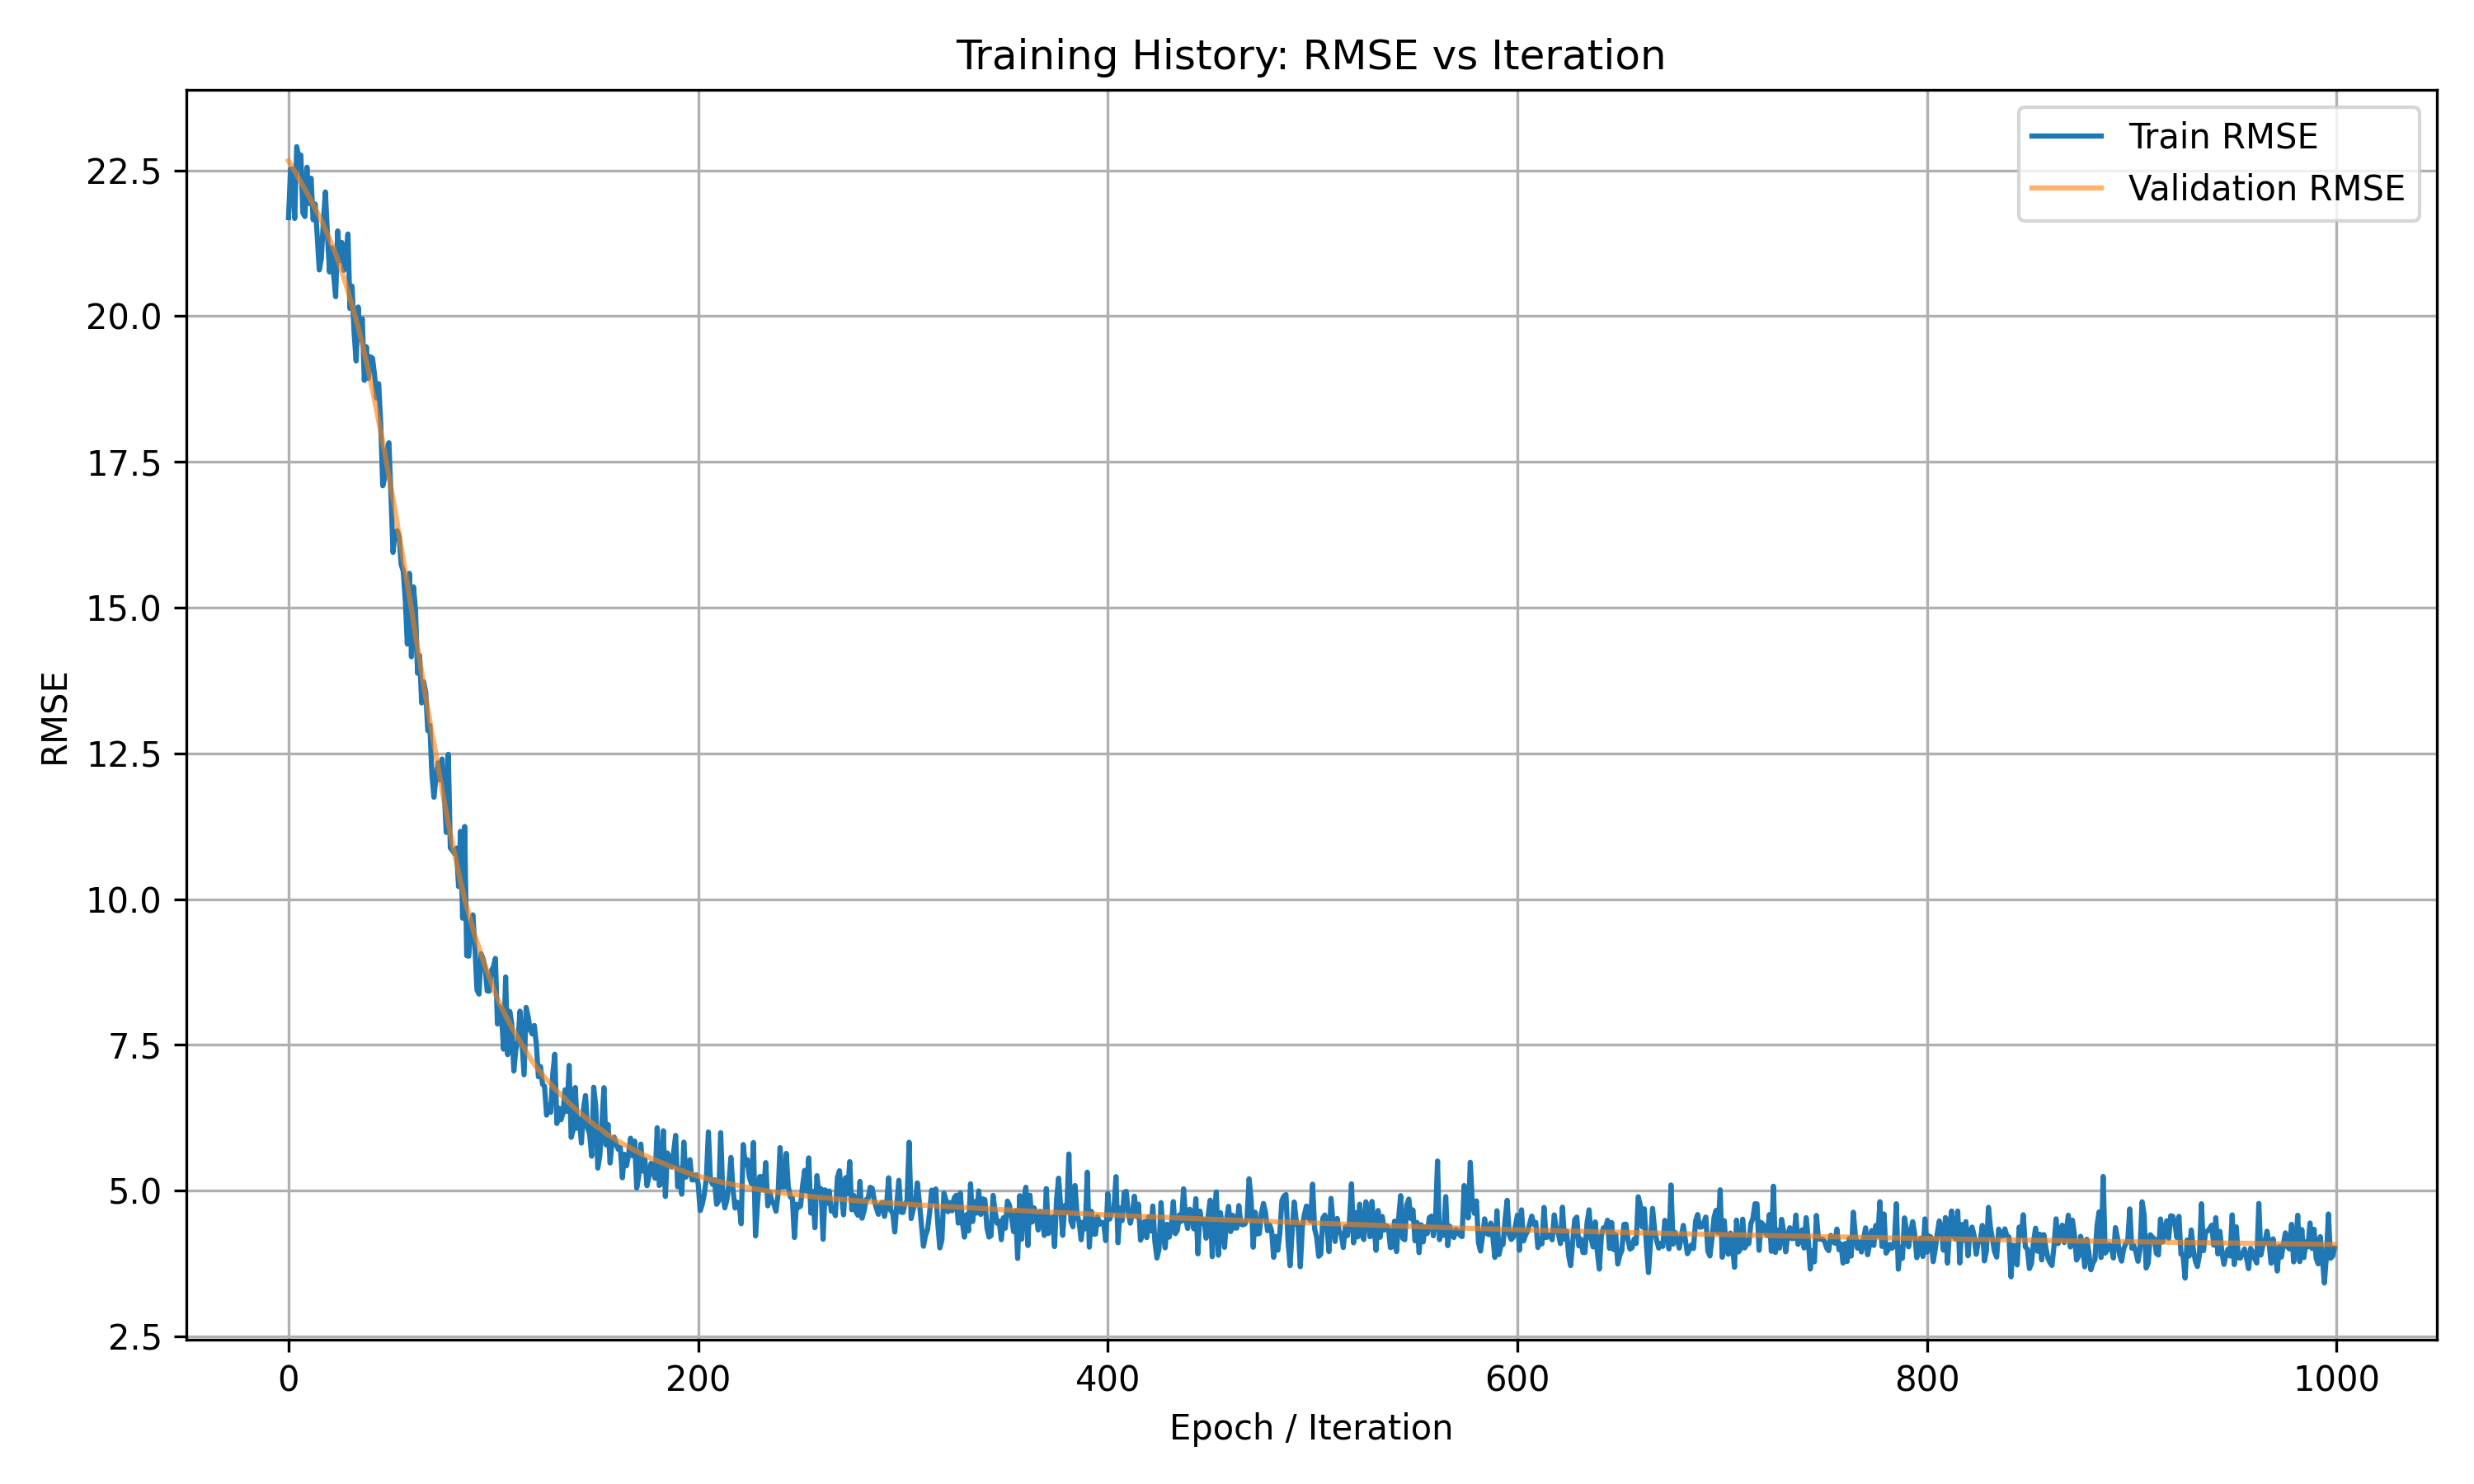 Training History: RMSE vs Iteration
Train RMSE
Validation RMSE
22.5
20.0
17.5
15.0
12.5
10.0
7.5
5.0
2.5
RMSE
0 200 400 600 800 1000
Epoch / Iteration